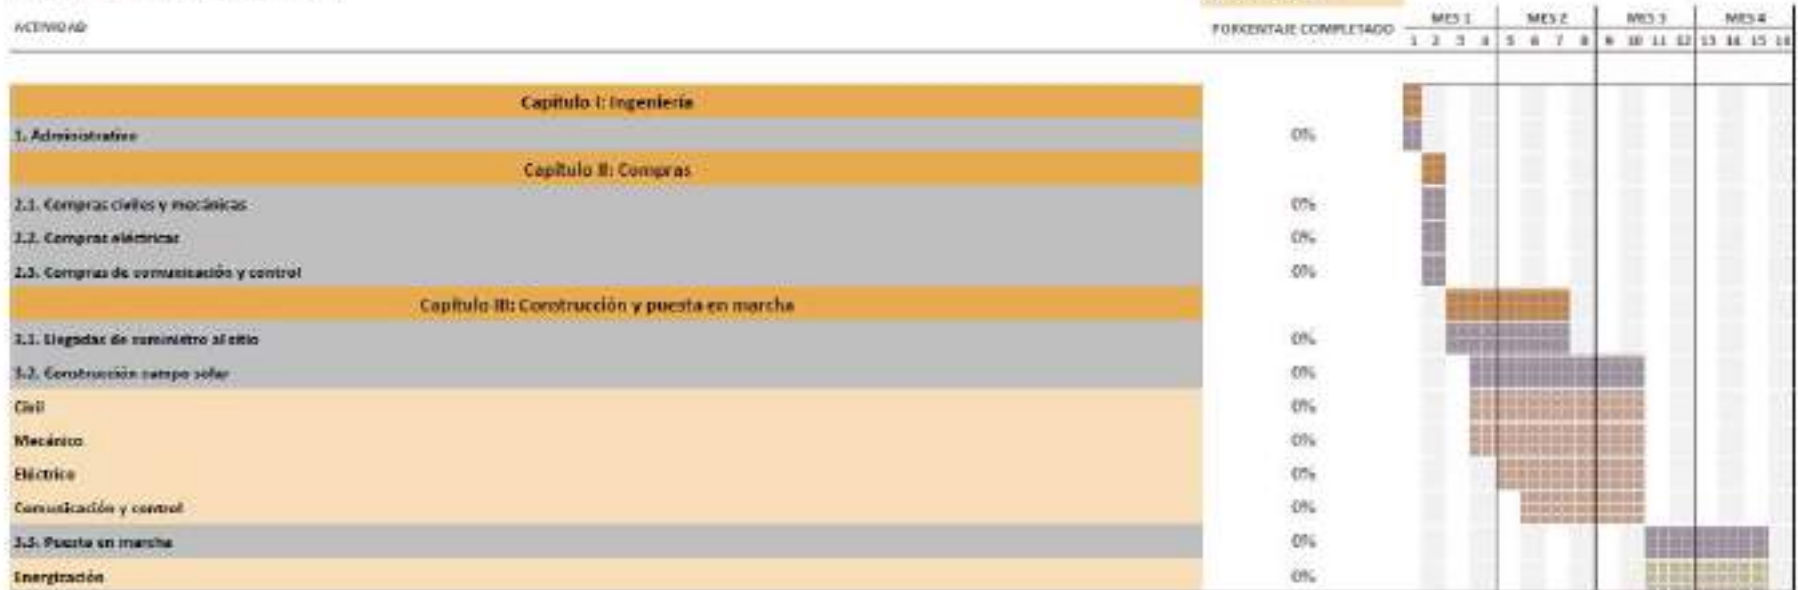 ACTIVIDAD PORCENTAJE COMPLETADO MES 1 MES 2 MES 3 MES 4
1 2 3 4 5 6 7 8 9 10 11 12 13 14 15 16
Capítulo I: Ingeniería
1. Administrativo 0%
Capítulo II: Compras
2.1. Compras civiles y mecánicas 0%
2.2. Compras eléctricas 0%
2.3. Compras de comunicación y control 0%
Capítulo III: Construcción y puesta en marcha
3.1. Llegadas de suministro al sitio 0%
3.2. Construcción campo solar 0%
Civil 0%
Mecánico 0%
Eléctrico 0%
Comunicación y control 0%
3.3. Puesta en marcha 0%
Energización 0%